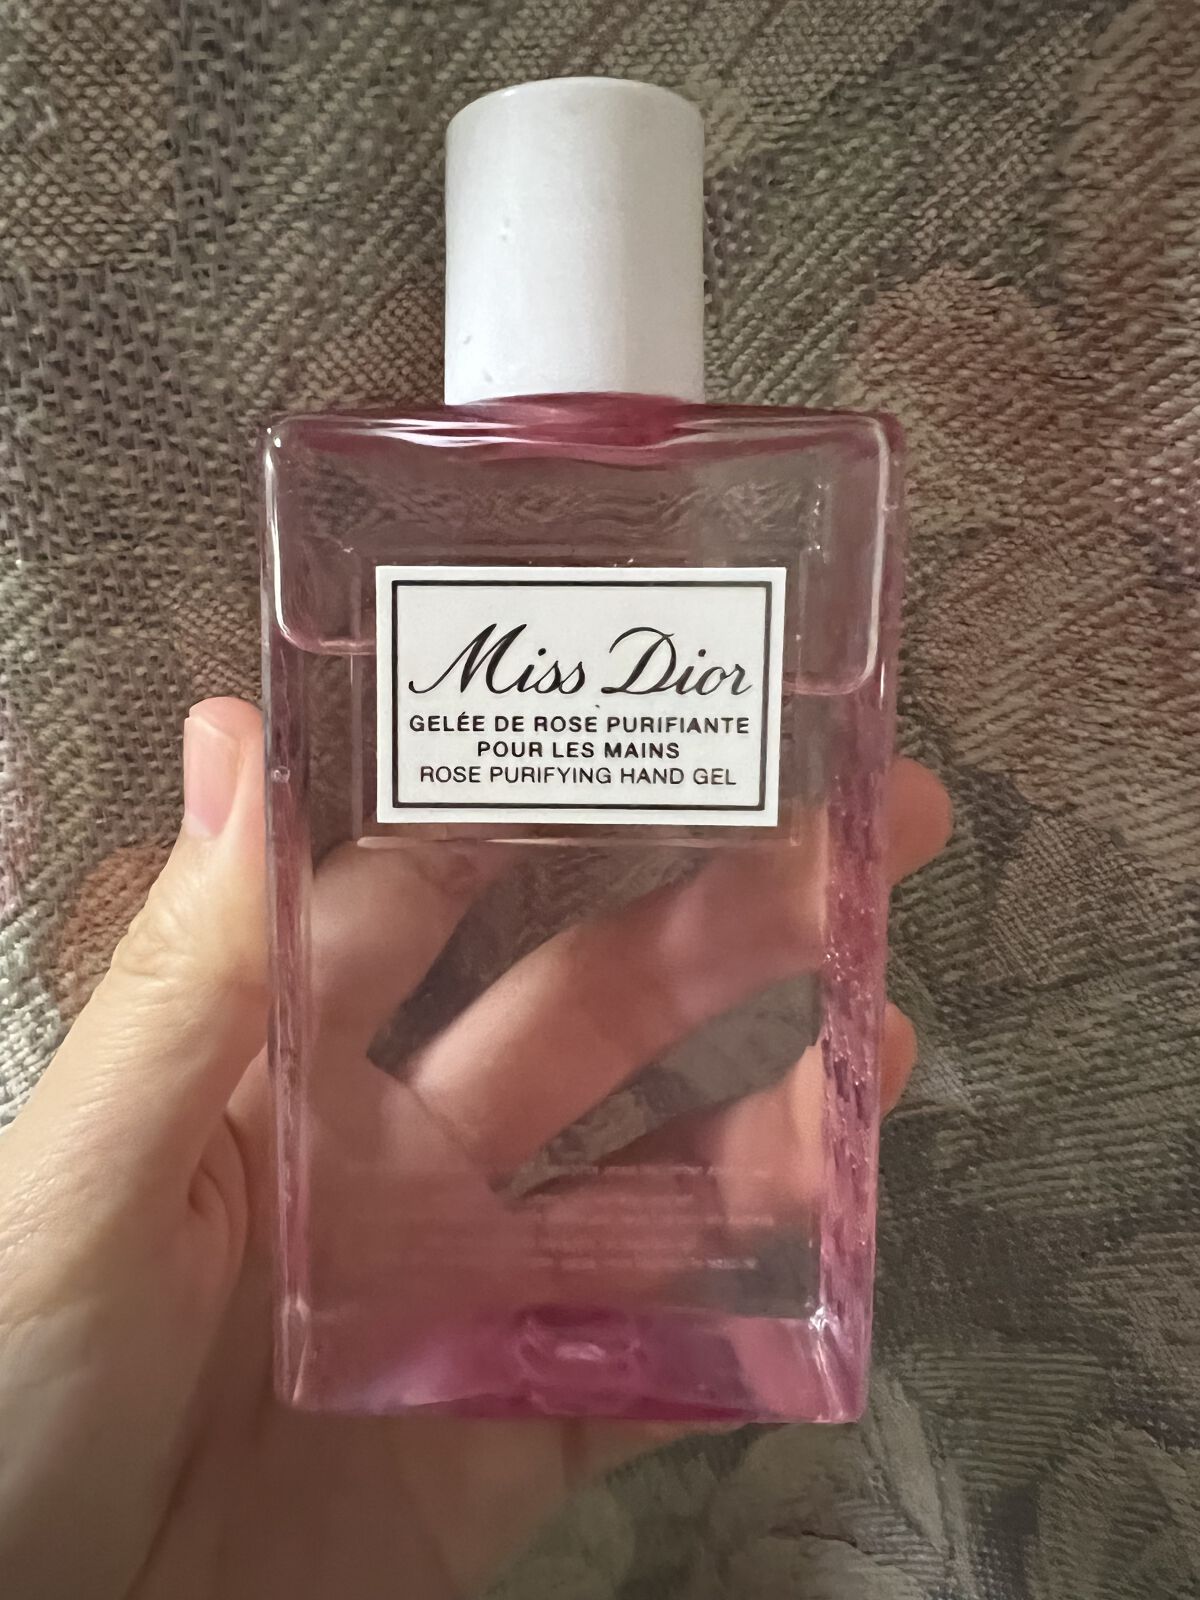 Miss Dior
GELÉE DE ROSE PURIFIANTE
POUR LES MAINS
ROSE PURIFYING HAND GEL